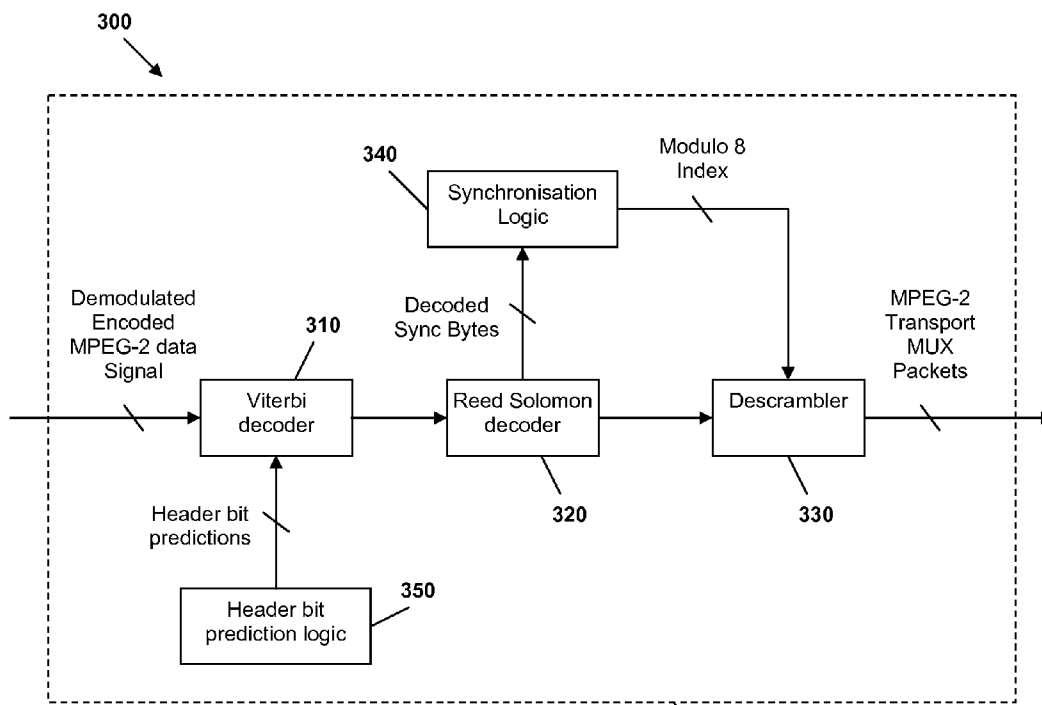 300
340
Synchronisation
Logic
Modulo 8
Index
Demodulated
Encoded
MPEG-2 data
Signal
310
Decoded
Sync Bytes
MPEG-2
Transport
MUX
Packets
Viterbi
decoder
Reed Solomon
decoder
Descrambler
320
330
Header bit
predictions
350
Header bit
prediction logic